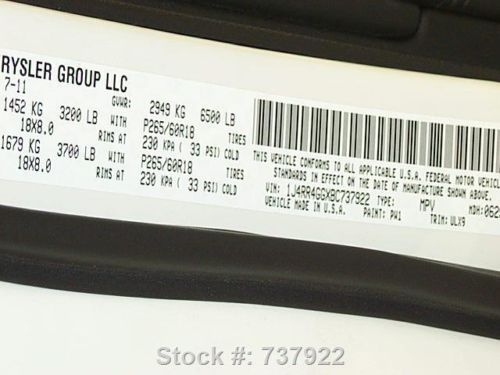 RYSLER GROUP LLC
7-11 GVWR: 2949 KG 6500 LB
1452 KG 3200 LB WITH P265/60R18 TIRES
18X8.0 RIMS AT 230 KPA ( 33 PSI) COLD
1679 KG 3700 LB WITH P265/60R18 TIRES
18X8.0 RIMS AT 230 KPA ( 33 PSI) COLD
THIS VEHICLE CONFORMS TO ALL APPLICABLE U.S.A. FEDERAL MOTOR VEHIC
STANDARDS IN EFFECT ON THE DATE OF MANUFACTURE SHOWN
VIN: 1J4RR4GGXBC737922 TYPE: MPV MDH: 062
VEHICLE MADE IN U.S.A. PAINT: PW1 TRIM: ULX9
Stock #: 737922